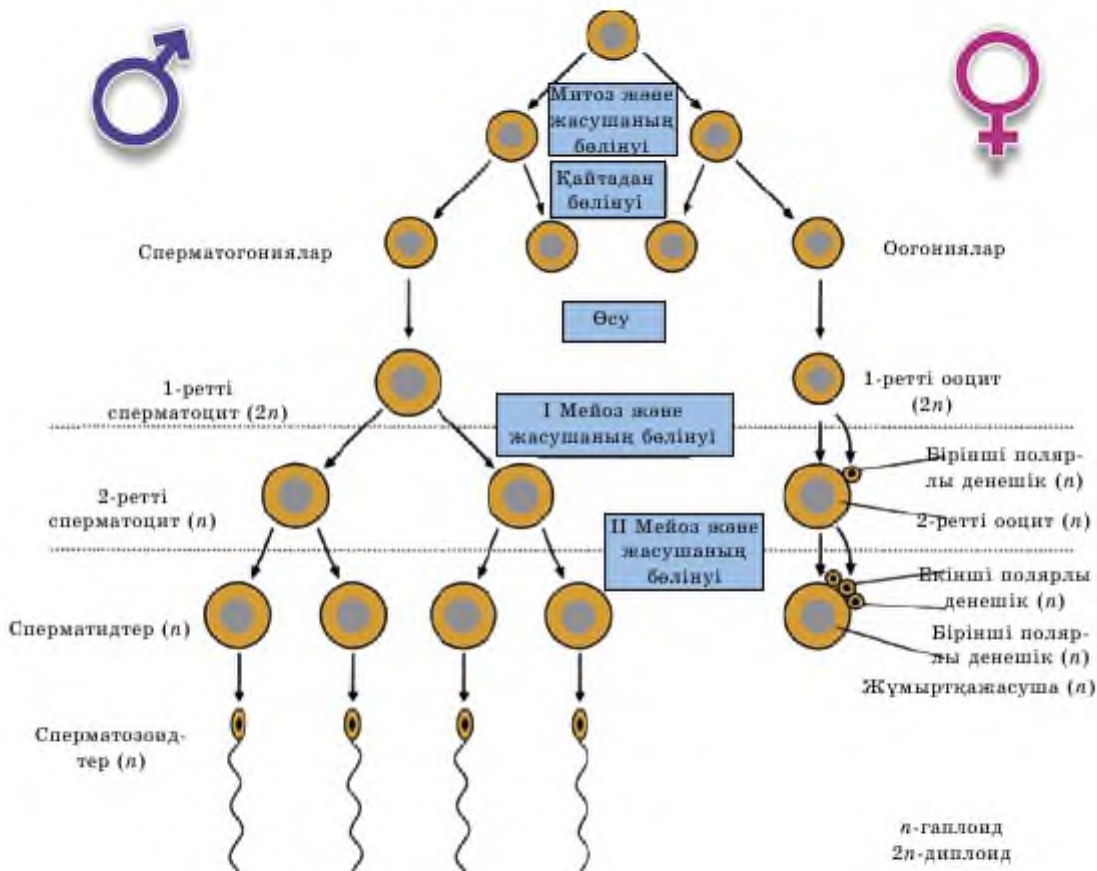 Митоз және
жасушаның
бөлінуі
Қайтадан
бөлінуі
Сперматогониялар
Оогониялар
Өсу
1-ретті
сперматоцит (2n)
1-ретті ооцит
(2n)
I Мейоз және
жасушаның бөлінуі
Бірінші поляр-
лы денешік (n)
2-ретті
сперматоцит (n)
2-ретті ооцит (n)
II Мейоз және
жасушаның
бөлінуі
Екінші полярлы
денешік (n)
Сперматидтер (n)
Бірінші поляр-
лы денешік (n)
Жұмыртқажасуша (n)
Сперматозоид-
тер (n)
n-гаплоид
2n-диплоид